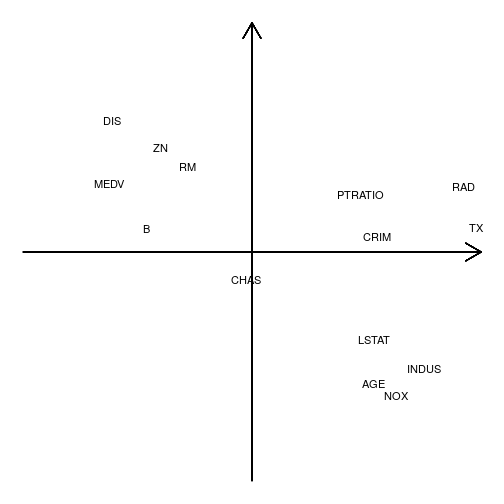 DIS
ZN
RM
MEDV
RAD
PTRATIO
B
TX
CRIM
CHAS
LSTAT
INDUS
AGE
NOX